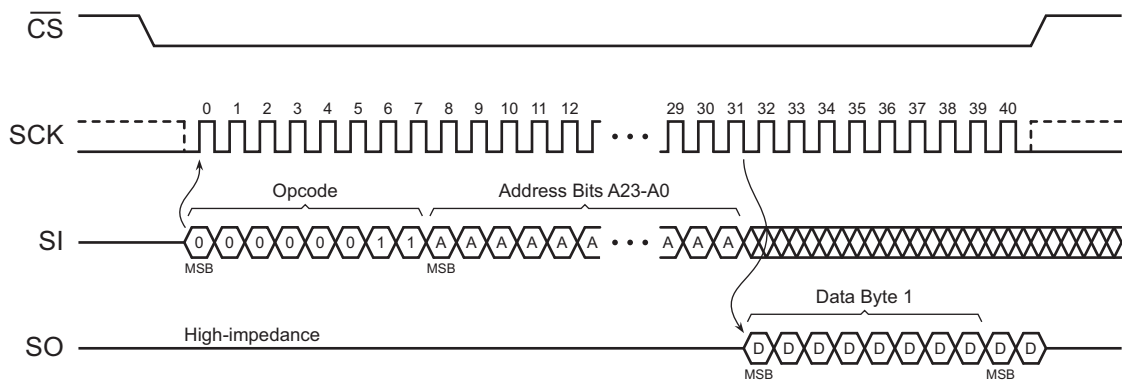 CS
0 1 2 3 4 5 6 7 8 9 10 11 12 29 30 31 32 33 34 35 36 37 38 39 40
SCK
Opcode Address Bits A23-A0
SI 0 0 0 0 0 0 1 1 A A A A A A A A A
MSB MSB
Data Byte 1
High-impedance
SO D D D D D D D D D D
MSB MSB